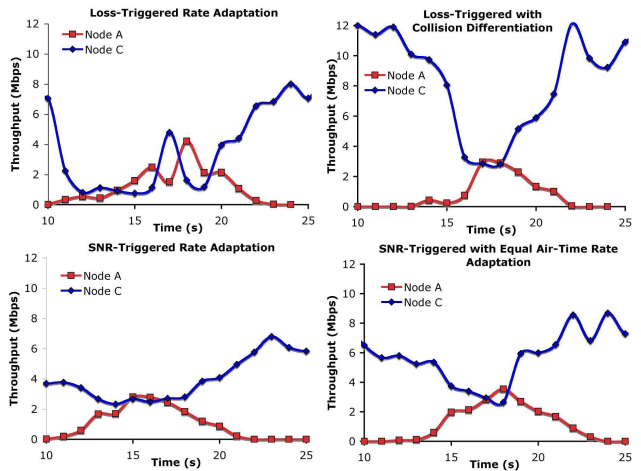 Loss-Triggered Rate Adaptation
Throughput (Mbps)
12
10
8
6
4
2
0
Node A
Node C
10
15
20
25
Time (s)
Loss-Triggered with
Collision Differentiation
Throughput (Mbps)
12
10
8
6
4
2
0
Node A
Node C
10
15
20
25
Time (s)
SNR-Triggered Rate Adaptation
Throughput (Mbps)
12
10
8
6
4
2
0
Node A
Node C
10
15
20
25
Time (s)
SNR-Triggered with Equal Air-Time Rate
Adaptation
Throughput (Mbps)
12
10
8
6
4
2
0
Node A
Node C
10
15
20
25
Time (s)